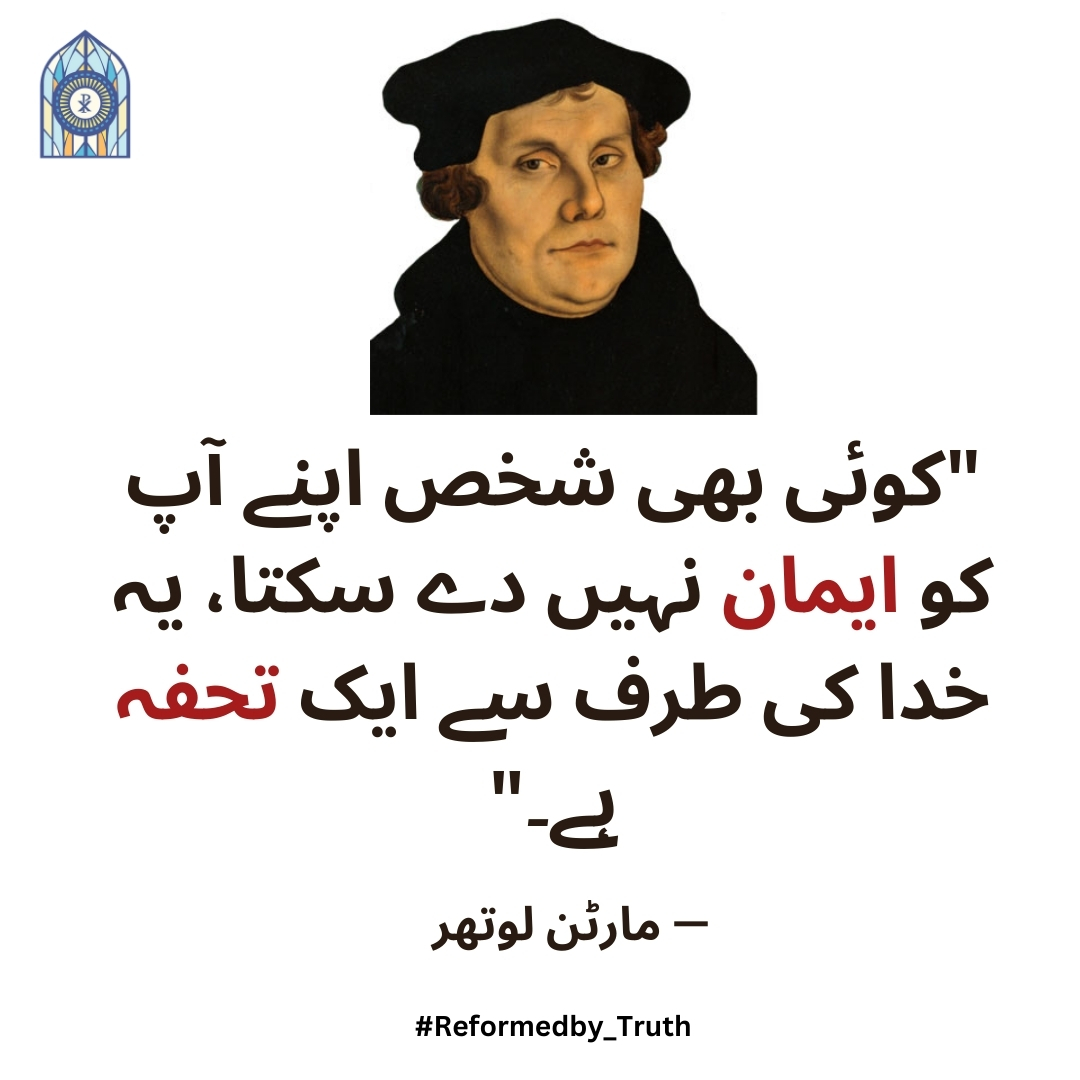 "کوئی بھی شخص اپنے آپ
کو ایمان نہیں دے سکتا، یہ
خدا کی طرف سے ایک تحفہ
ہے۔"
— مارٹن لوتھر
#Reformedby_Truth